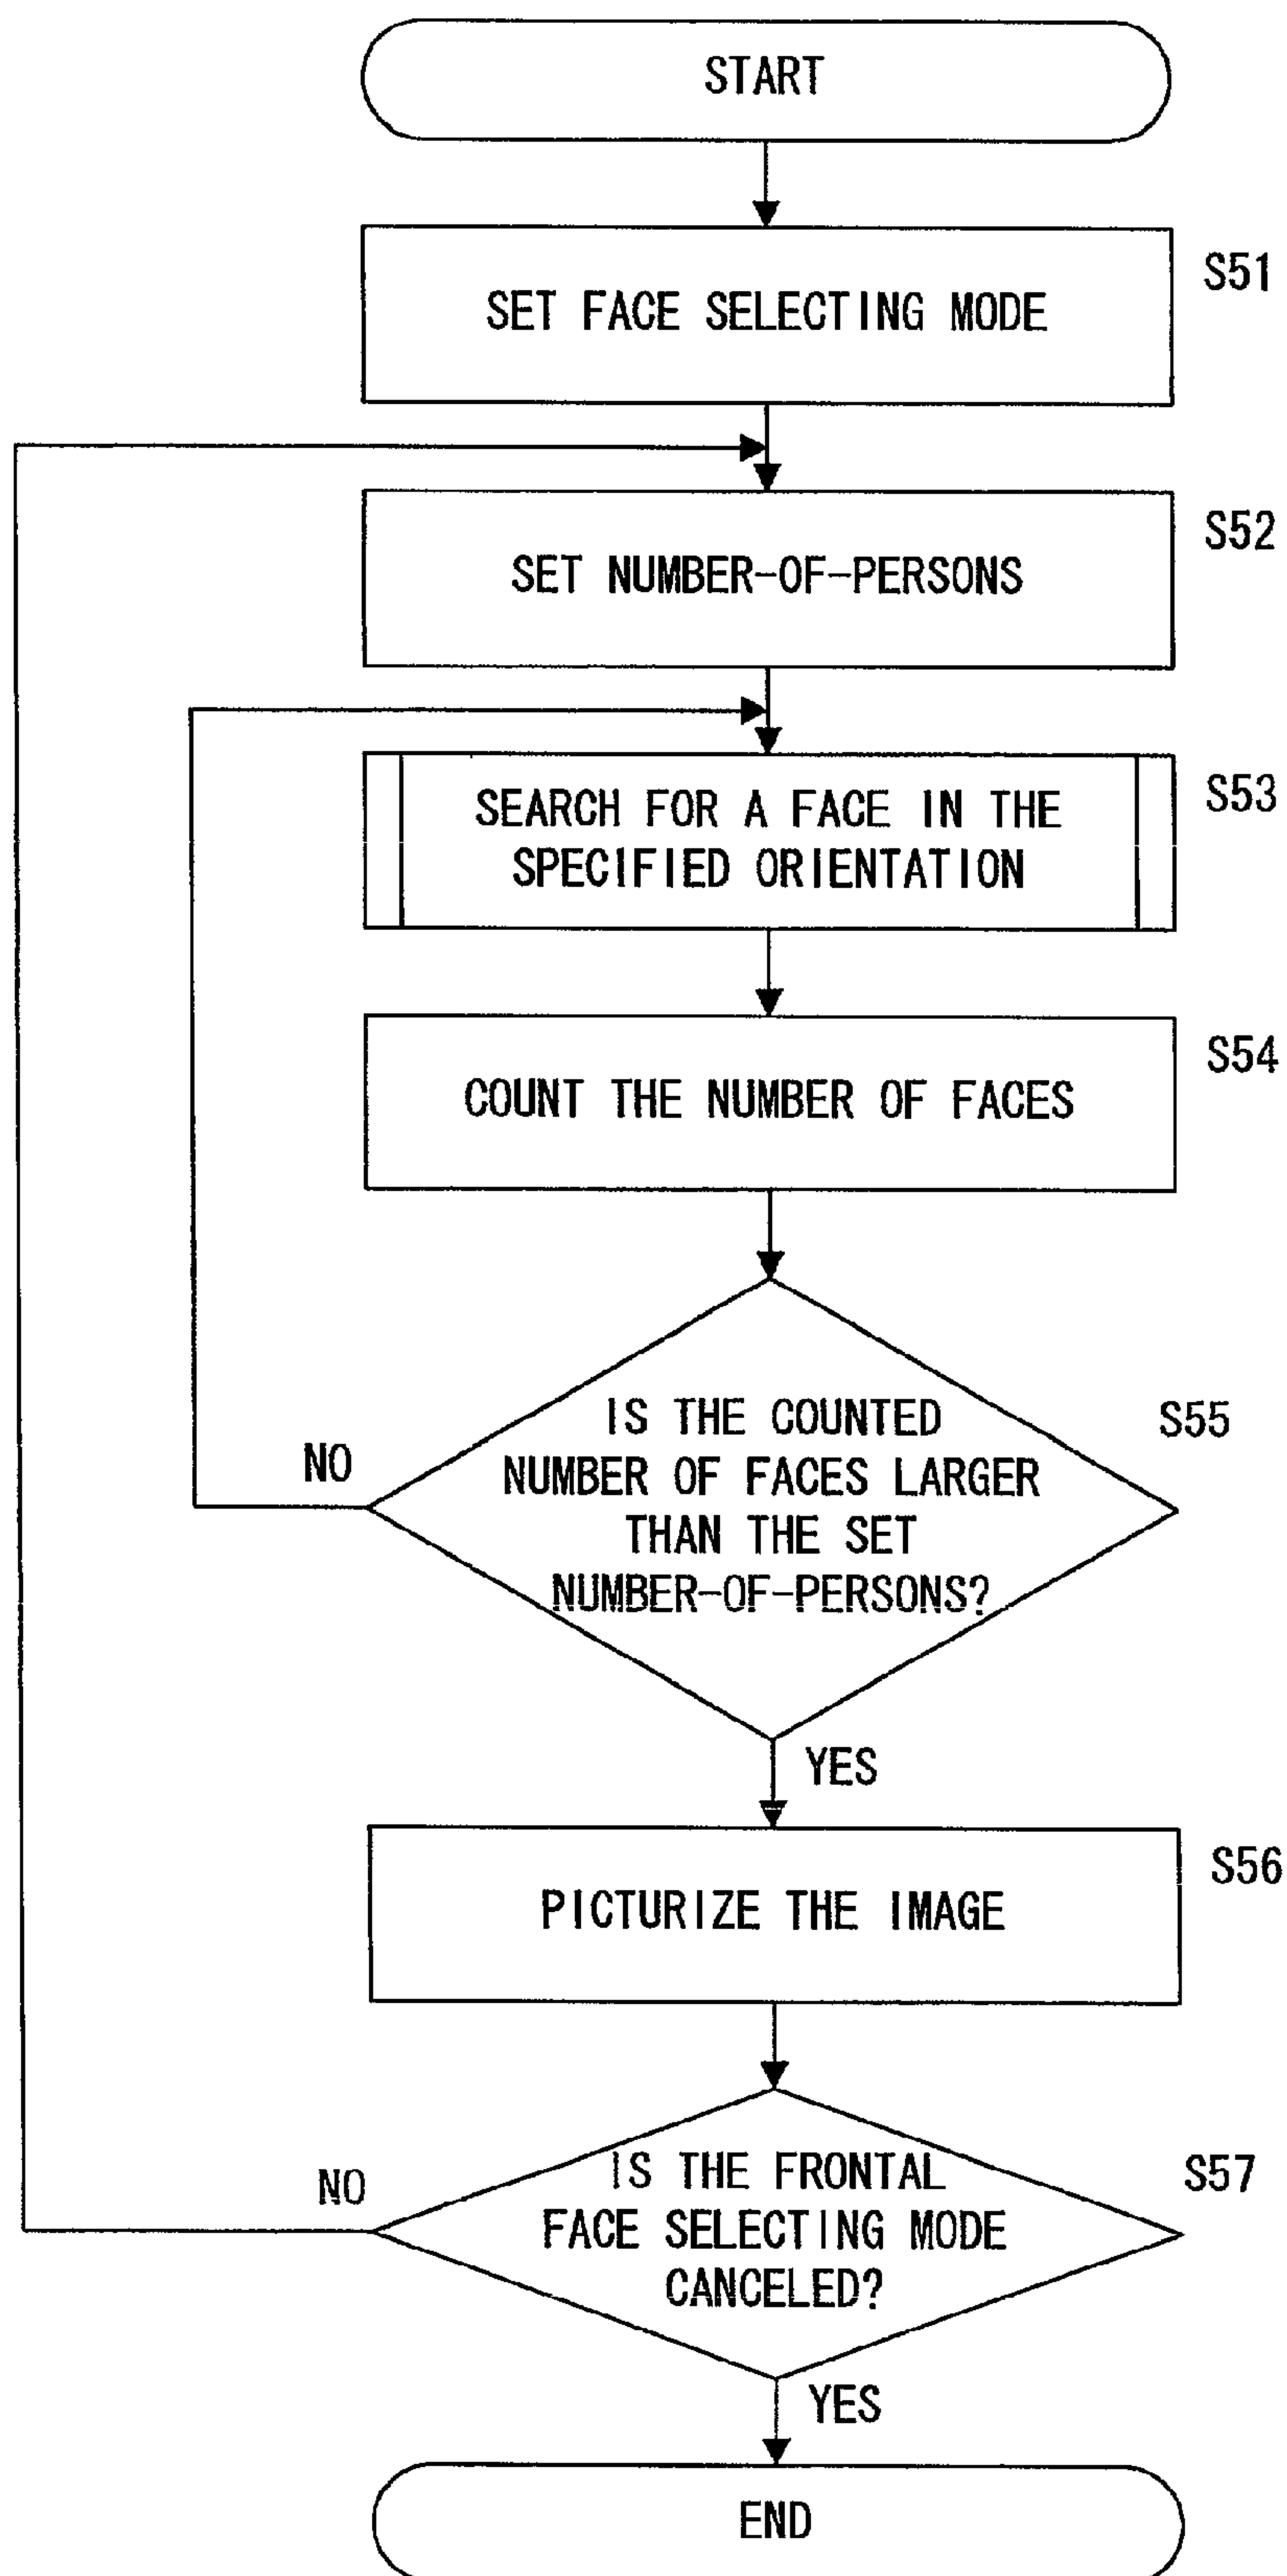 START
SET FACE SELECTING MODE
S51
SET NUMBER-OF-PERSONS
S52
SEARCH FOR A FACE IN THE
SPECIFIED ORIENTATION
S53
COUNT THE NUMBER OF FACES
S54
IS THE COUNTED
NUMBER OF FACES LARGER
THAN THE SET
NUMBER-OF-PERSONS?
S55
NO
YES
PICTURIZE THE IMAGE
S56
IS THE FRONTAL
FACE SELECTING MODE
CANCELED?
S57
NO
YES
END